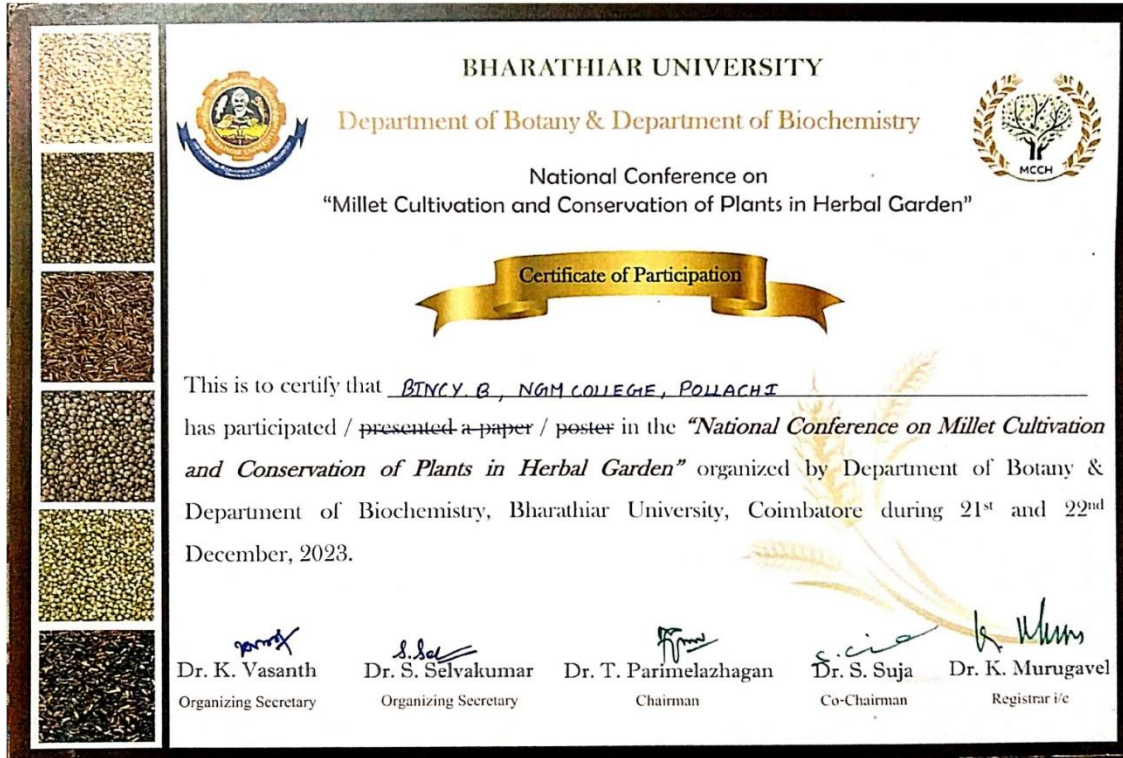 BHARATHIAR UNIVERSITY
Department of Botany & Department of Biochemistry
MCCH
National Conference on
“Millet Cultivation and Conservation of Plants in Herbal Garden”
Certificate of Participation
This is to certify that BINCY. B, NGM COLLEGE, POLLACHI
has participated / presented a paper / poster in the “National Conference on Millet Cultivation
and Conservation of Plants in Herbal Garden” organized by Department of Botany &
Department of Biochemistry, Bharathiar University, Coimbatore during 21st and 22nd
December, 2023.
Dr. K. Vasanth Dr. S. Selvakumar Dr. T. Parimelazhagan Dr. S. Suja Dr. K. Murugavel
Organizing Secretary Organizing Secretary Chairman Co-Chairman Registrar i/c